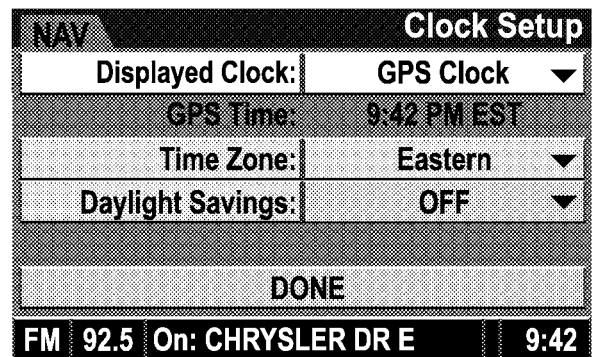 NAV Clock Setup
Displayed Clock: GPS Clock
GPS Time: 9:42 PM EST
Time Zone: Eastern
Daylight Savings: OFF
DONE
FM 92.5 On: CHRYSLER DR E 9:42